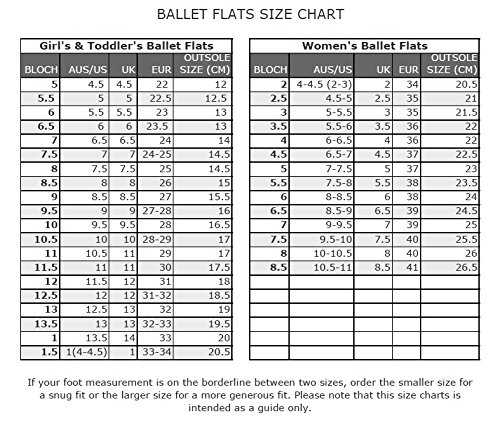 BALLET FLATS SIZE CHART
Girl's & Toddler's Ballet Flats
BLOCH AUS/US UK EUR OUTSOLE SIZE (CM)
5 4.5 4.5 22 12
5.5 5 5 22.5 12.5
6 5.5 5.5 23 13
6.5 6 6 23.5 13
7 6.5 6.5 24 14
7.5 7 7 24-25 14.5
8 7.5 7.5 25 14.5
8.5 8 8 26 15
9 8.5 8.5 27 15.5
9.5 9 9 27-28 16
10 9.5 9.5 28 16.5
10.5 10 10 28-29 17
11 10.5 11 29 17
11.5 11 11 30 17.5
12 11.5 12 31 18
12.5 12 12 31-32 18.5
13 12.5 13 32 19
13.5 13 13 32-33 19.5
1 13.5 14 33 20
1.5 1(4-4.5) 1 33-34 20.5
Women's Ballet Flats
BLOCH AUS/US UK EUR OUTSOLE SIZE (CM)
2 4-4.5 (2-3) 2 34 20.5
2.5 4.5-5 2.5 35 21
3 5-5.5 3 35 21.5
3.5 5.5-6 3.5 36 22
4 6-6.5 4 36 22
4.5 6.5-7 4.5 37 22.5
5 7-7.5 5 37 23
5.5 7.5-8 5.5 38 23.5
6 8-8.5 6 38 24
6.5 8.5-9 6.5 39 24.5
7 9-9.5 7 39 25
7.5 9.5-10 7.5 40 25.5
8 10-10.5 8 40 26
8.5 10.5-11 8.5 41 26.5
If your foot measurement is on the borderline between two sizes, order the smaller size for
a snug fit or the larger size for a more generous fit. Please note that this size charts is
intended as a guide only.